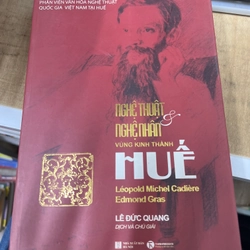 PHÂN VIỆN VĂN HÓA NGHỆ THUẬT
QUỐC GIA VIỆT NAM TẠI HUẾ
NGHỆ THUẬT
&
NGHỆ NHÂN
VÙNG KINH THÀNH
HUẾ
Léopold Michel Cadière
Edmond Gras
LÊ ĐỨC QUANG
DỊCH VÀ CHÚ GIẢI